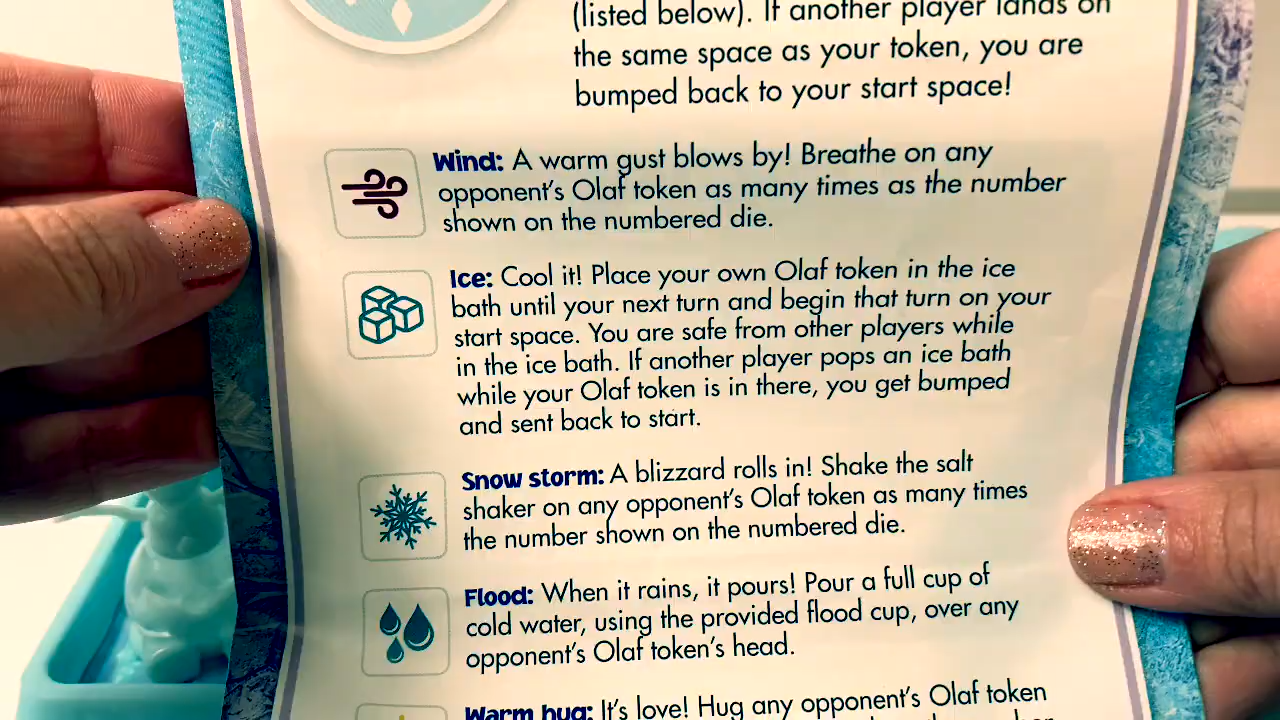 (listed below). If another player lands on
the same space as your token, you are
bumped back to your start space!
Wind: A warm gust blows by! Breathe on any
opponent's Olaf token as many times as the number
shown on the numbered die.
Ice: Cool it! Place your own Olaf token in the ice
bath until your next turn and begin that turn on your
start space. You are safe from other players while
in the ice bath. If another player pops an ice bath
while your Olaf token is in there, you get bumped
and sent back to start.
Snow storm: A blizzard rolls in! Shake the salt
shaker on any opponent's Olaf token as many times
the number shown on the numbered die.
Flood: When it rains, it pours! Pour a full cup of
cold water, using the provided flood cup, over any
opponent's Olaf token's head.
Warm hug: It's love! Hug any opponent's Olaf token